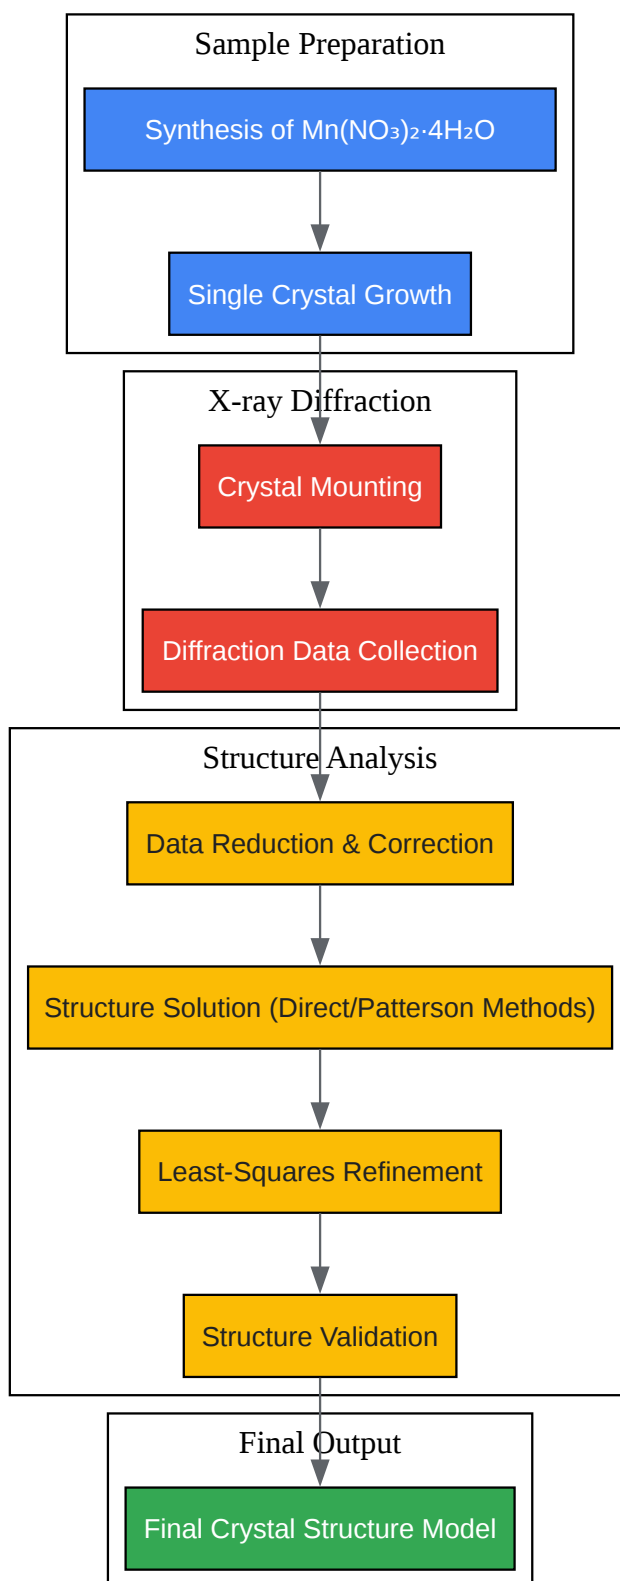 Sample Preparation
Synthesis of Mn(NO₃)₂·4H₂O
Single Crystal Growth
X-ray Diffraction
Crystal Mounting
Diffraction Data Collection
Structure Analysis
Data Reduction & Correction
Structure Solution (Direct/Patterson Methods)
Least-Squares Refinement
Structure Validation
Final Output
Final Crystal Structure Model